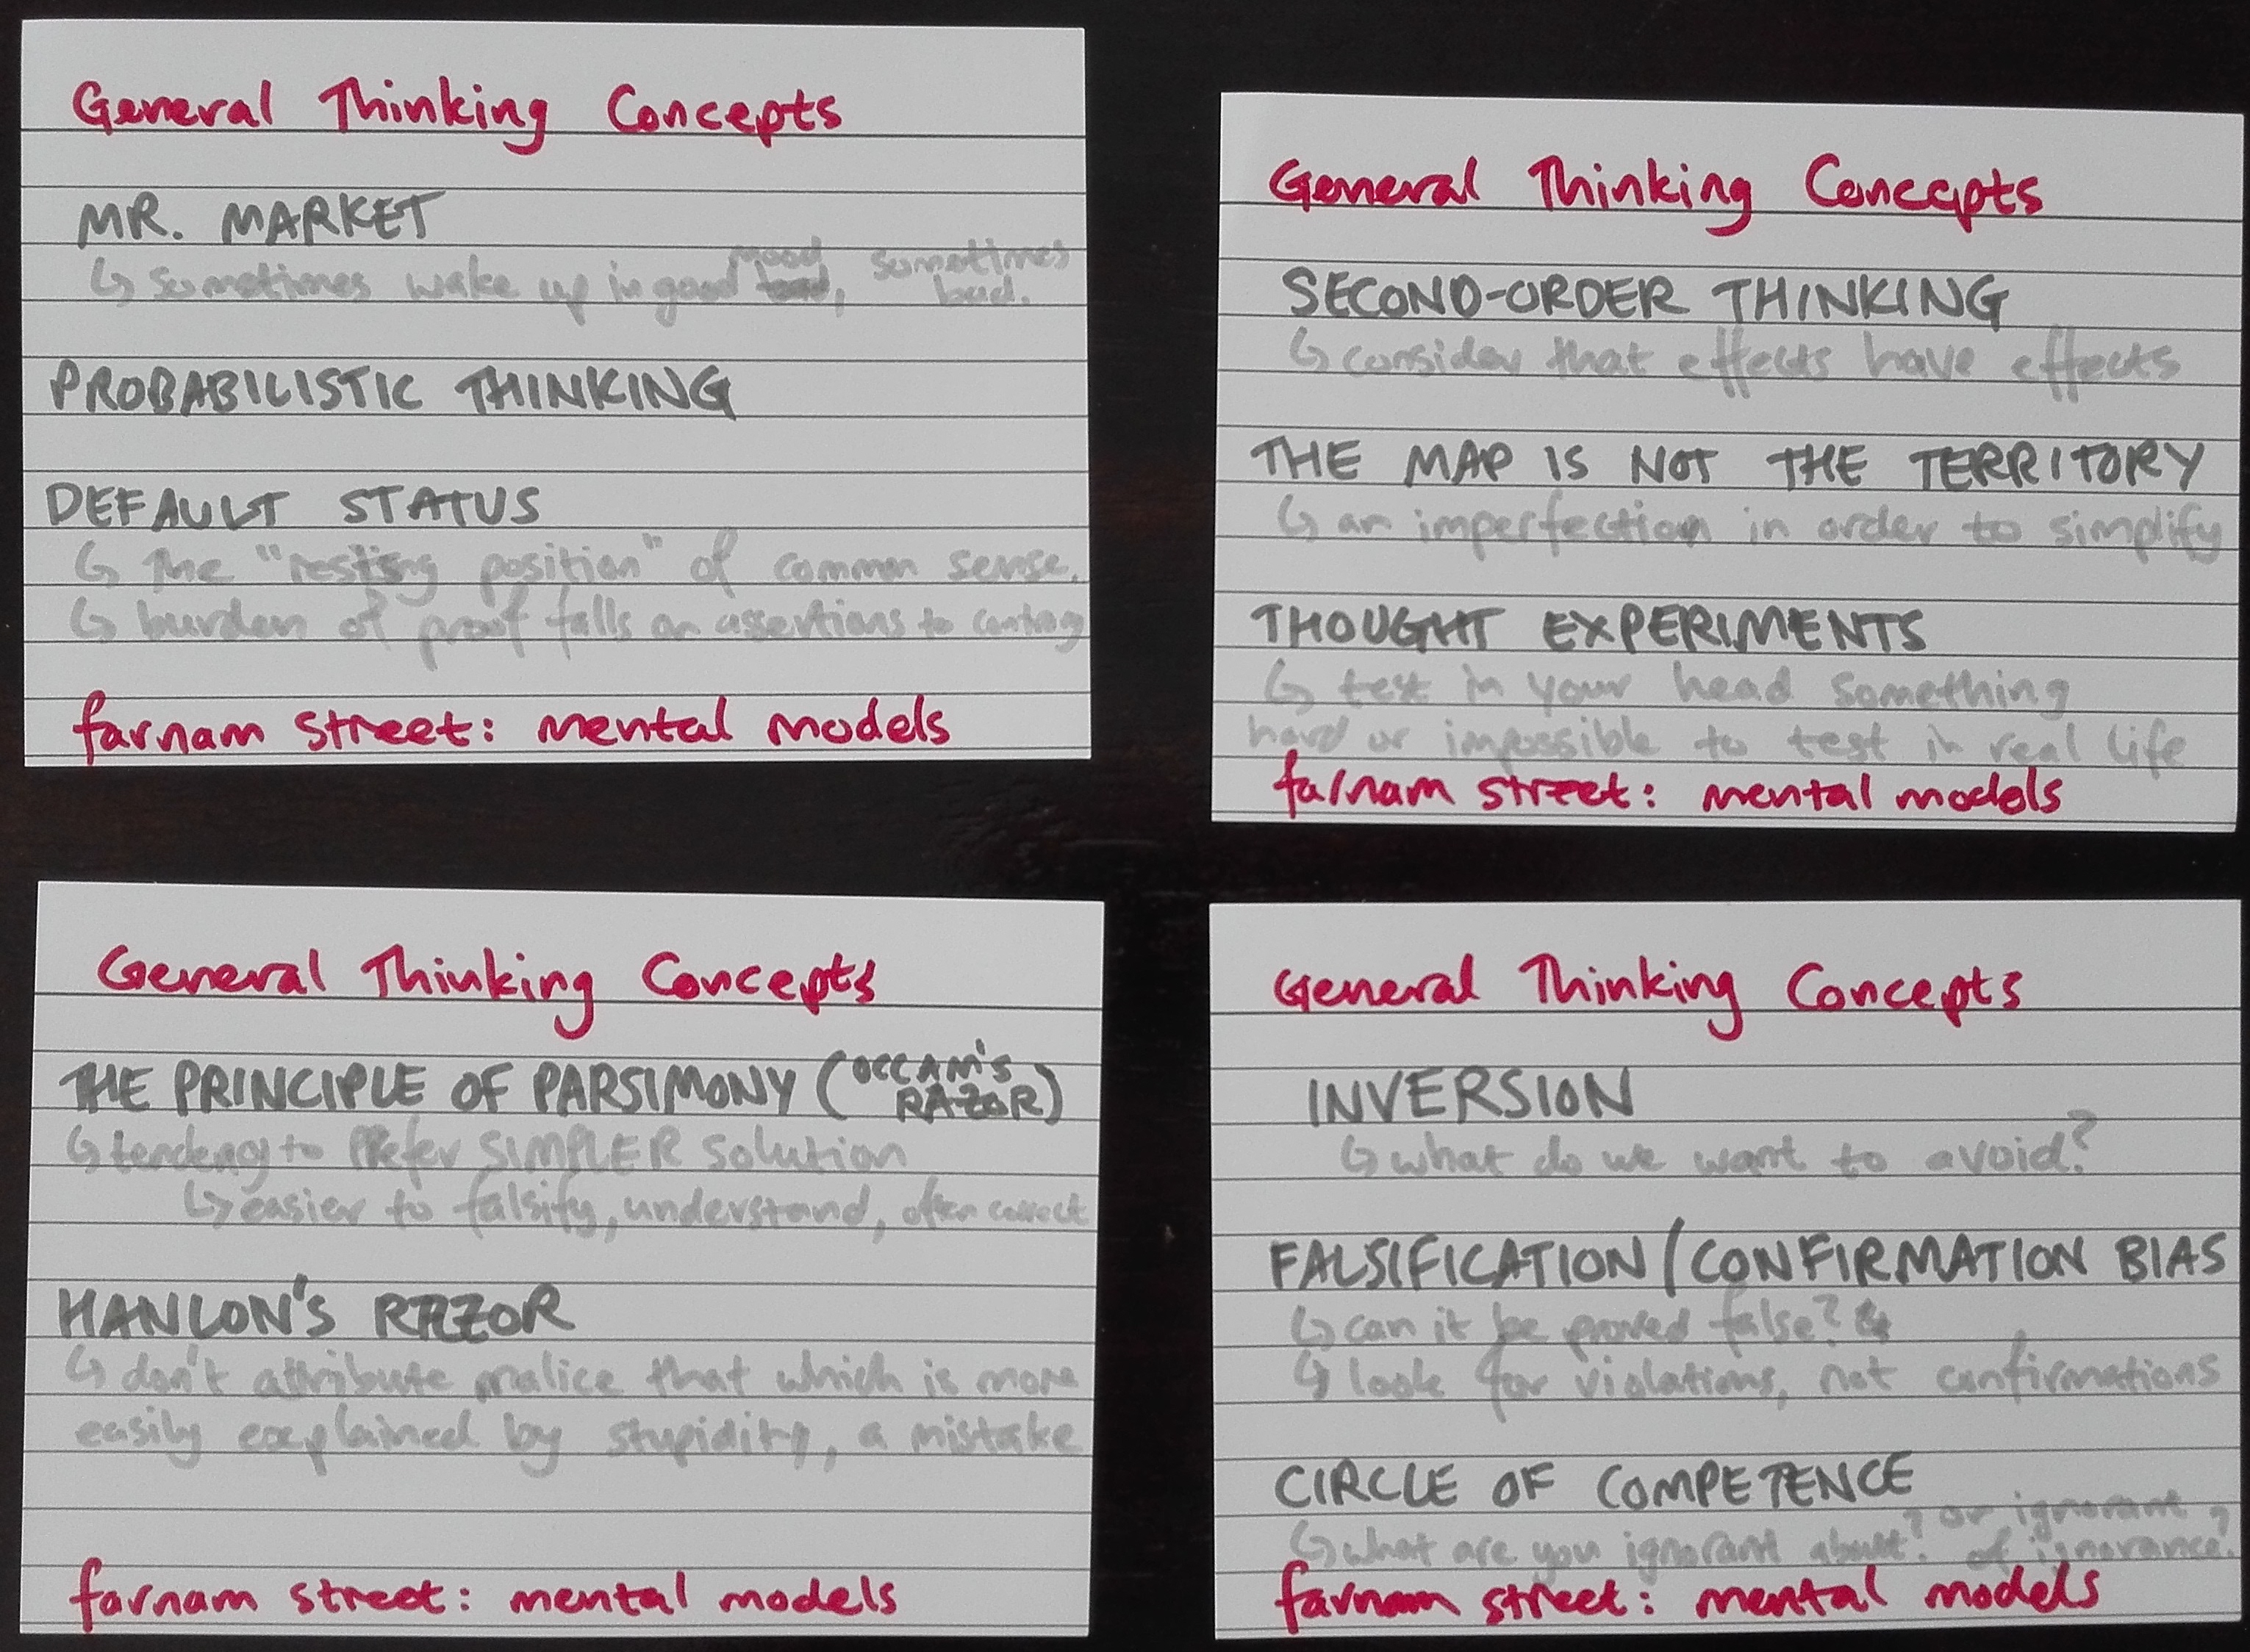 General Thinking Concepts
MR. MARKET
↳ sometimes wake up in good mood, sometimes bad.
PROBABILISTIC THINKING
DEFAULT STATUS
↳ the "resting position" of common sense.
↳ burden of proof falls on assertions to contrary
farnam street: mental models
General Thinking Concepts
SECOND-ORDER THINKING
↳ consider that effects have effects
THE MAP IS NOT THE TERRITORY
↳ an imperfection in order to simplify
THOUGHT EXPERIMENTS
↳ test in your head something
hard or impossible to test in real life
farnam street: mental models
General Thinking Concepts
THE PRINCIPLE OF PARSIMONY (OCCAM'S RAZOR)
↳ tendency to prefer SIMPLER solution
↳ easier to falsify, understand, often correct
HANLON'S RAZOR
↳ don't attribute malice that which is more
easily explained by stupidity, a mistake
farnam street: mental models
General Thinking Concepts
INVERSION
↳ what do we want to avoid?
FALSIFICATION/CONFIRMATION BIAS
↳ can it be proved false?
↳ look for violations, not confirmations
CIRCLE OF COMPETENCE
↳ what are you ignorant about? or ignorant of ignorance?
farnam street: mental models